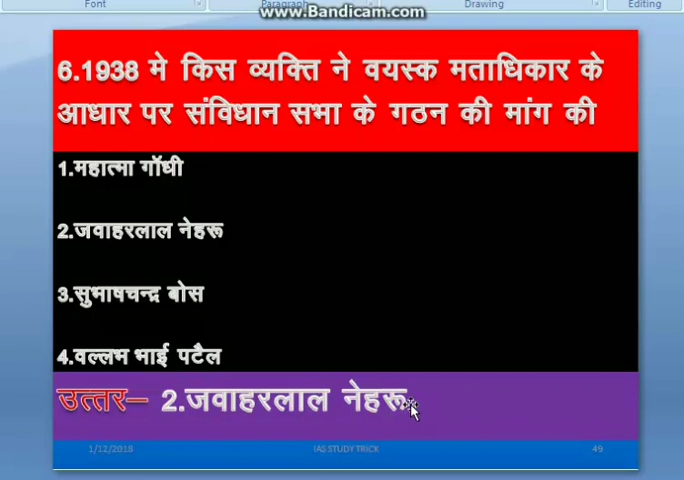 Font Paragraph Drawing Editing
www.Bandicam.com
6.1938 मे किस व्यक्ति ने वयस्क मताधिकार के
आधार पर संविधान सभा के गठन की मांग की
1.महात्मा गॉधी
2.जवाहरलाल नेहरू
3.सुभाषचन्द्र बोस
4.वल्लभ भाई पटैल
उत्तर– 2.जवाहरलाल नेहरू
1/12/2018 IAS STUDY TRICK 49